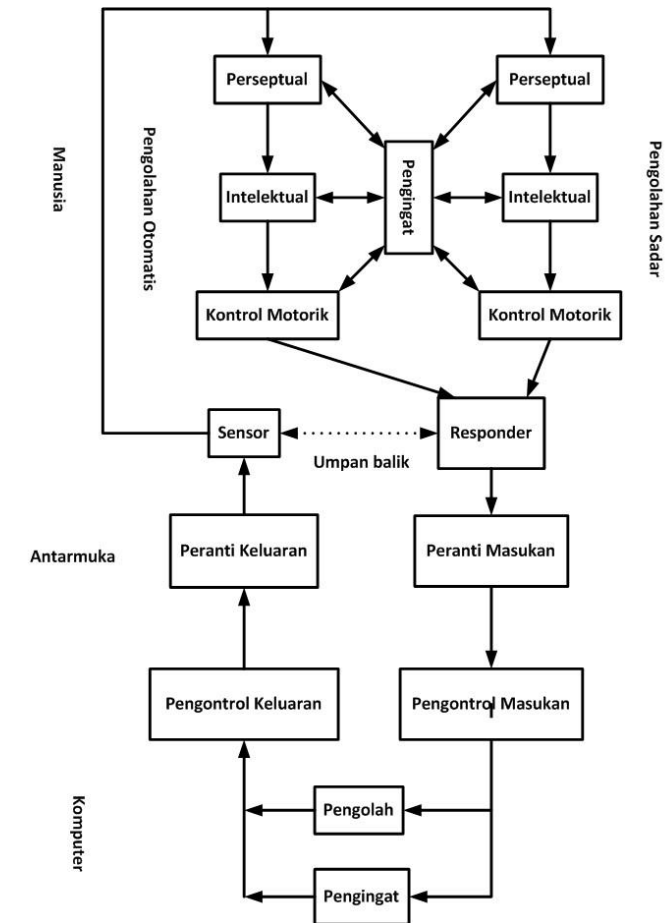 Perseptual
Perseptual
Manusia
Pengolahan Otomatis
Pengingat
Pengolahan Sadar
Intelektual
Intelektual
Kontrol Motorik
Kontrol Motorik
Sensor
Responder
Umpan balik
Antarmuka
Peranti Keluaran
Peranti Masukan
Pengontrol Keluaran
Pengontrol Masukan
Komputer
Pengolah
Pengingat